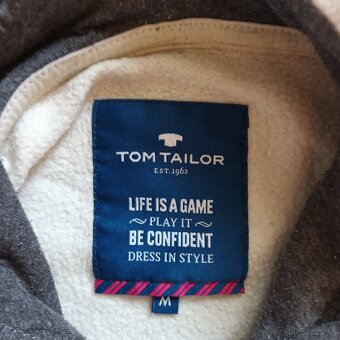 TOM TAILOR
EST. 1962
LIFE IS A GAME
~ PLAY IT ~
BE CONFIDENT
DRESS IN STYLE
M